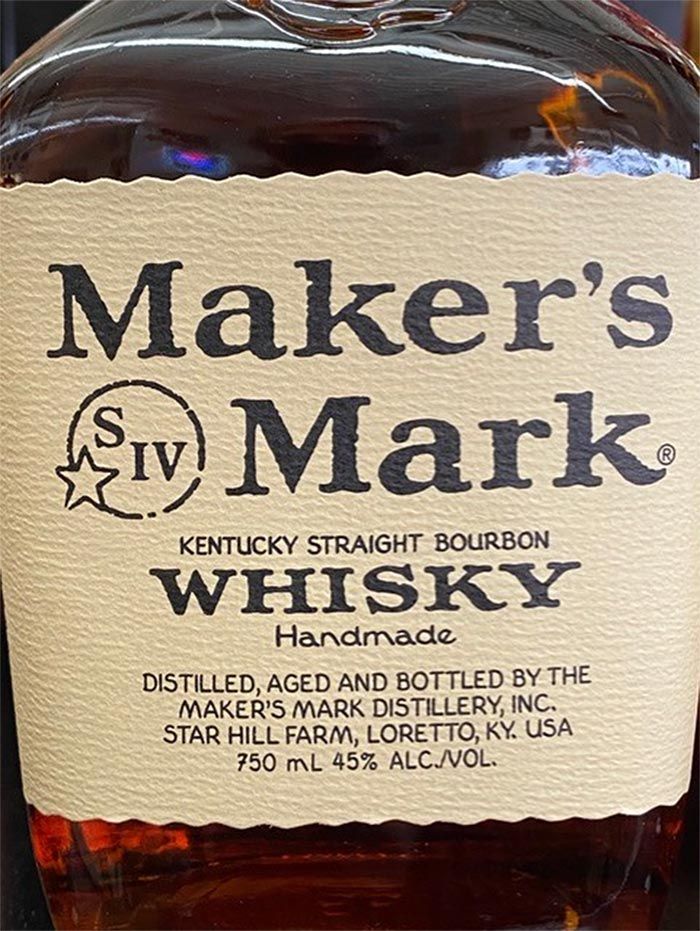 Maker's
S IV Mark®
KENTUCKY STRAIGHT BOURBON
WHISKY
Handmade
DISTILLED, AGED AND BOTTLED BY THE
MAKER'S MARK DISTILLERY, INC.
STAR HILL FARM, LORETTO, KY. USA
750 mL 45% ALC./VOL.